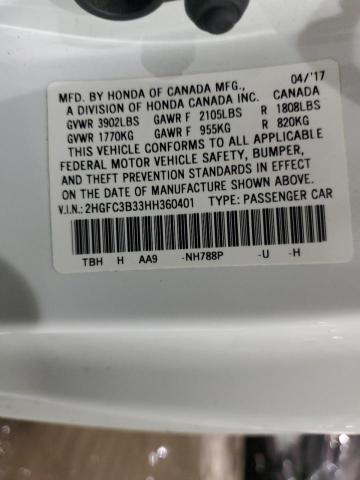 MFD. BY HONDA OF CANADA MFG., 04/'17
A DIVISION OF HONDA CANADA INC. CANADA
GVWR 3902LBS GAWR F 2105LBS R 1808LBS
GVWR 1770KG GAWR F 955KG R 820KG
THIS VEHICLE CONFORMS TO ALL APPLICABLE
FEDERAL MOTOR VEHICLE SAFETY, BUMPER,
AND THEFT PREVENTION STANDARDS IN EFFECT
ON THE DATE OF MANUFACTURE SHOWN ABOVE.
V.I.N.: 2HGFC3B33HH360401 TYPE: PASSENGER CAR
TBH H AA9 -NH788P -U -H